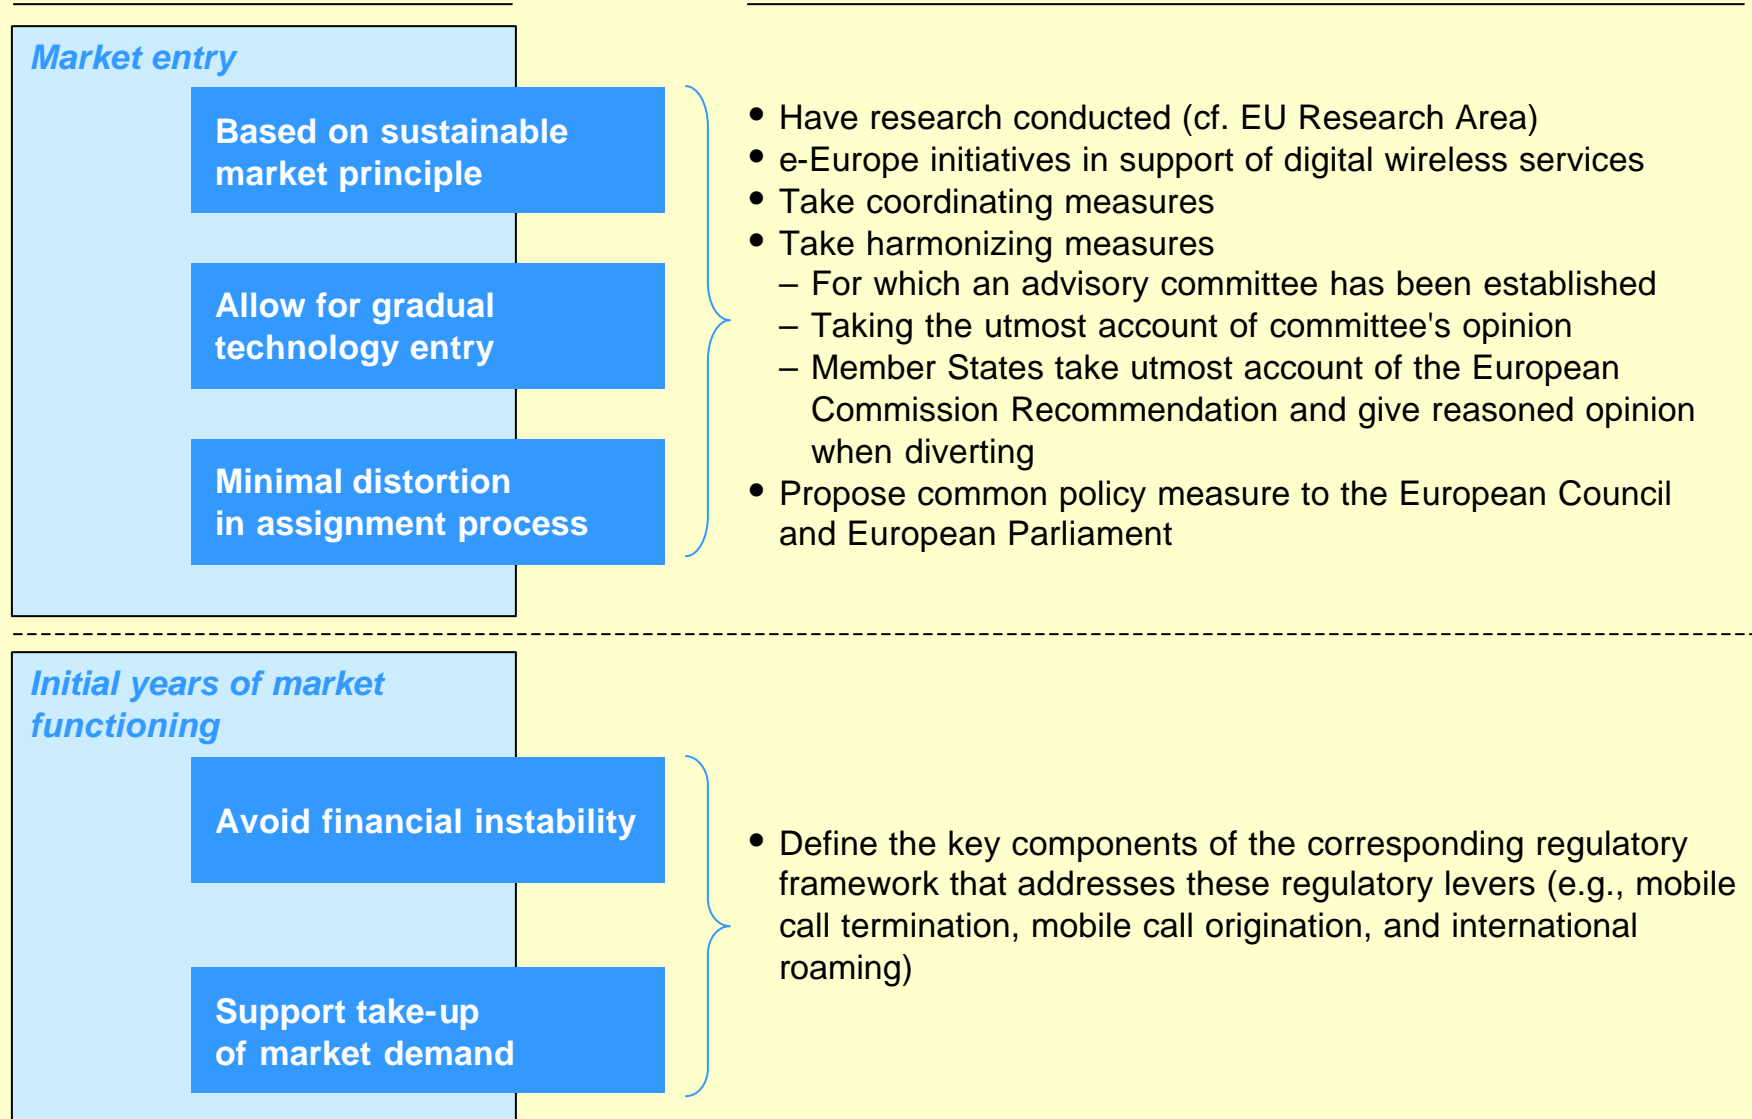 Market entry
Based on sustainable
market principle
Allow for gradual
technology entry
Minimal distortion
in assignment process
• Have research conducted (cf. EU Research Area)
• e-Europe initiatives in support of digital wireless services
• Take coordinating measures
• Take harmonizing measures
– For which an advisory committee has been established
– Taking the utmost account of committee's opinion
– Member States take utmost account of the European
Commission Recommendation and give reasoned opinion
when diverting
• Propose common policy measure to the European Council
and European Parliament
Initial years of market
functioning
Avoid financial instability
Support take-up
of market demand
• Define the key components of the corresponding regulatory
framework that addresses these regulatory levers (e.g., mobile
call termination, mobile call origination, and international
roaming)